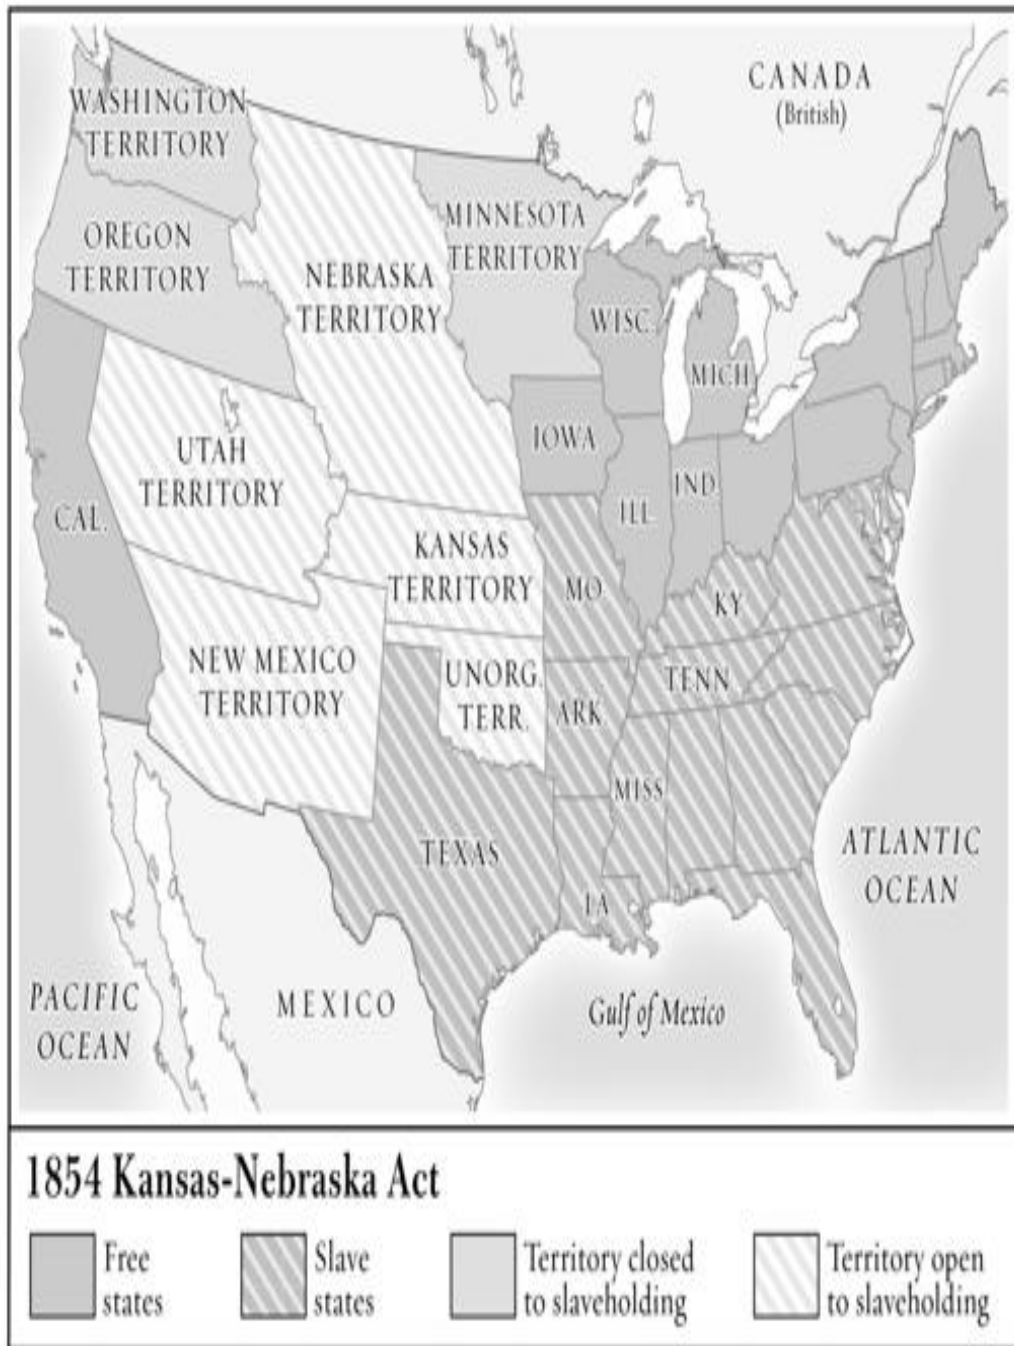 CANADA
(British)
WASHINGTON
TERRITORY
OREGON
TERRITORY
NEBRASKA
TERRITORY
MINNESOTA
TERRITORY
WISC.
MICH
IOWA
UTAH
TERRITORY
CAL.
ILL
IND.
KANSAS
TERRITORY
MO
KY
NEW MEXICO
TERRITORY
UNORG.
TERR.
TENN
ARK
MISS
TEXAS
LA
ATLANTIC
OCEAN
PACIFIC
OCEAN
MEXICO
Gulf of Mexico
1854 Kansas-Nebraska Act
Free
states
Slave
states
Territory closed
to slaveholding
Territory open
to slaveholding